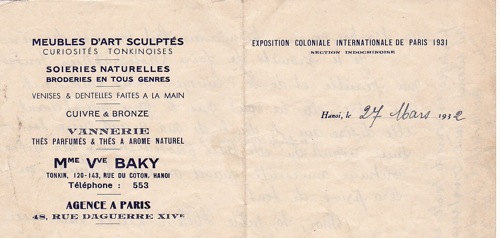 MEUBLES D'ART SCULPTÉS
CURIOSITÉS TONKINOISES
SOIERIES NATURELLES
BRODERIES EN TOUS GENRES
VENISES & DENTELLES FAITES A LA MAIN
CUIVRE & BRONZE
VANNERIE
THÉS PARFUMÉS & THÉS A AROME NATUREL
MME VVE BAKY
TONKIN, 120-143, RUE DU COTON, HANOI
Téléphone : 553
AGENCE A PARIS
48, RUE DAGUERRE XIVE
EXPOSITION COLONIALE INTERNATIONALE DE PARIS 1931
SECTION INDOCHINOISE
Hanoi, le 27 Mars 1932